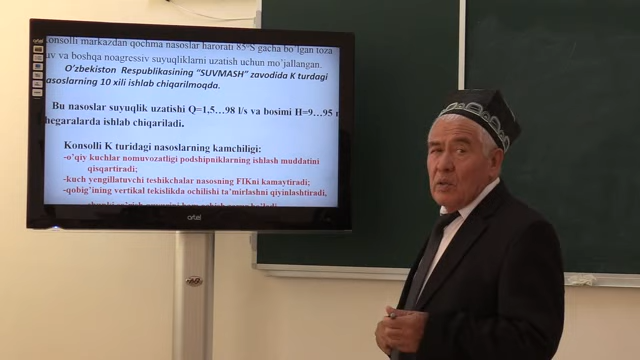 Konsolli markazdan qochma nasoslar harorati 85°S gacha bo'lgan toza
suv va boshqa noagressiv suyuqliklarni uzatish uchun mo'jallangan.
O'zbekiston Respublikasining "SUVMASH" zavodida K turdagi
nasoslarning 10 xili ishlab chiqarilmoqda.
Bu nasoslar suyuqlik uzatishi Q=1,5…98 l/s va bosimi H=9…95
chegaralarda ishlab chiqariladi.
Konsolli K turidagi nasoslarning kamchiligi:
-o'qiy kuchlar nomuvozatligi podshipniklarning ishlash muddatini
qisqartiradi;
-kuch yengillatuvchi teshikchalar nasosning FIKni kamaytiradi;
-qobig'ining vertikal tekislikda ochilishi ta'mirlashni qiyinlashtiradi,
artel
artel